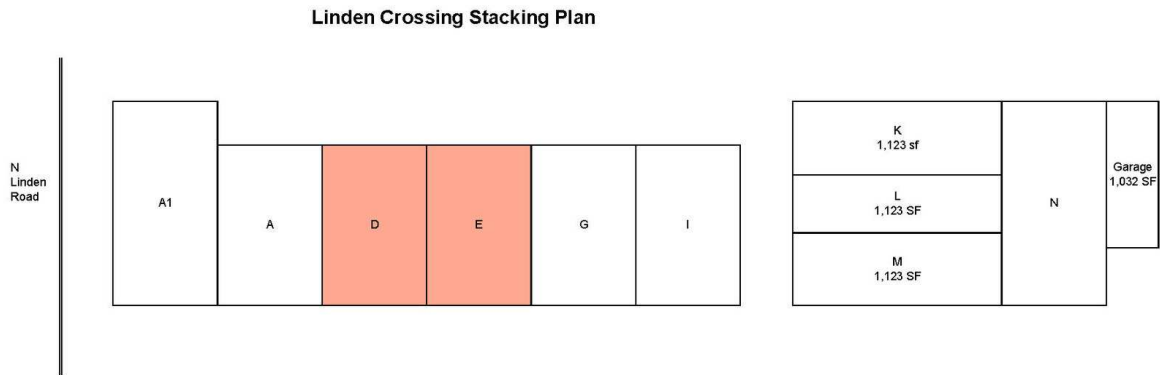 Linden Crossing Stacking Plan
N
Linden
Road
A1
A
D
E
G
I
K
1,123 sf
L
1,123 SF
M
1,123 SF
N
Garage
1,032 SF